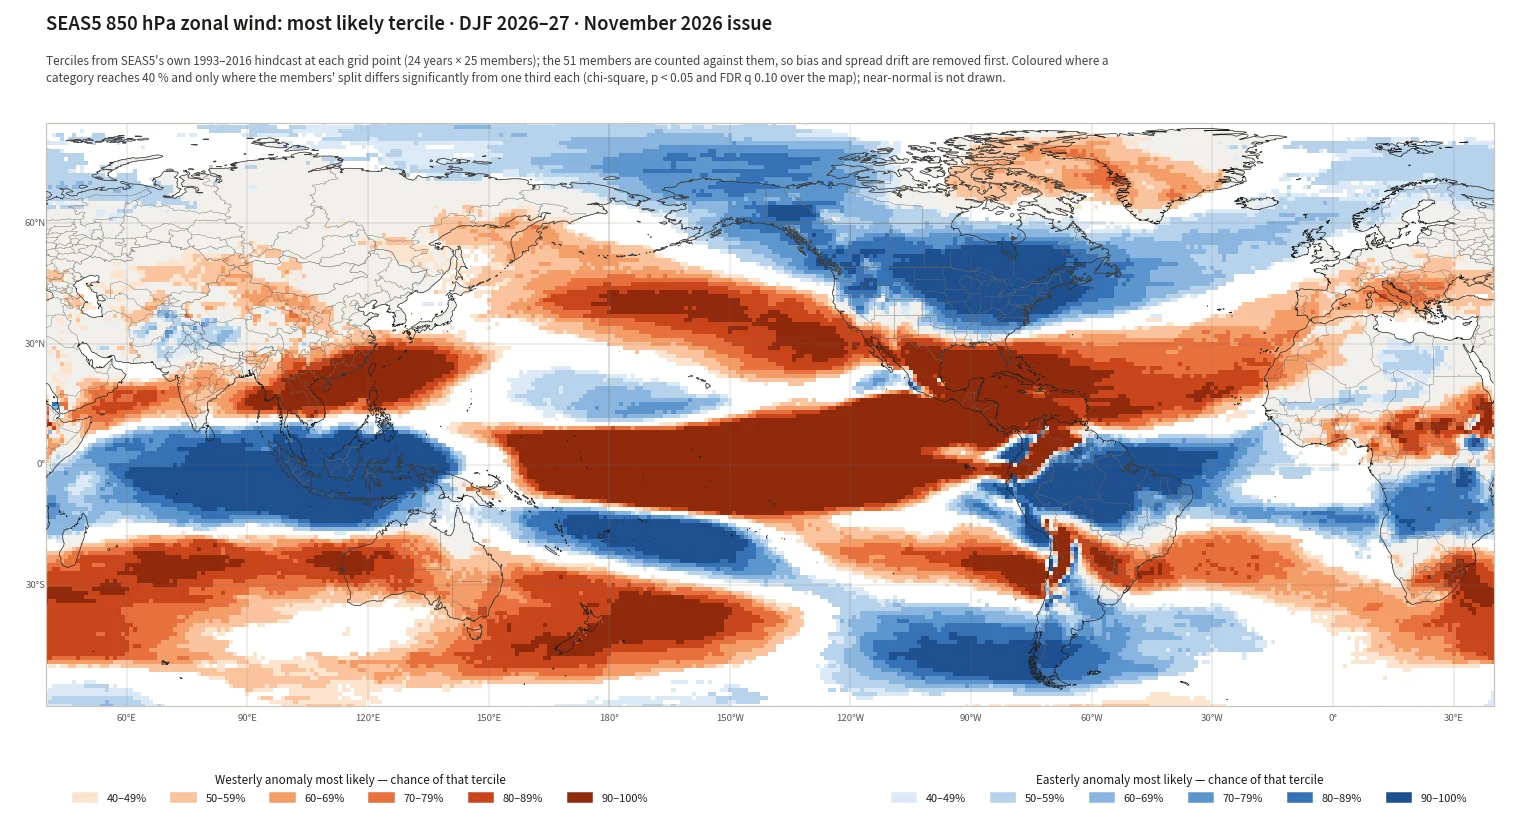 SEAS5 850 hPa zonal wind: most likely tercile · DJF 2026–27 · November 2026 issue
Terciles from SEAS5's own 1993–2016 hindcast at each grid point (24 years × 25 members); the 51 members are counted against them, so bias and spread drift are removed first. Coloured where a
category reaches 40 % and only where the members' split differs significantly from one third each (chi-square, p < 0.05 and FDR q 0.10 over the map); near-normal is not drawn.
60°N
30°N
0°
30°S
60°E 90°E 120°E 150°E 180° 150°W 120°W 90°W 60°W 30°W 0° 30°E
Westerly anomaly most likely — chance of that tercile
40–49% 50–59% 60–69% 70–79% 80–89% 90–100%
Easterly anomaly most likely — chance of that tercile
40–49% 50–59% 60–69% 70–79% 80–89% 90–100%